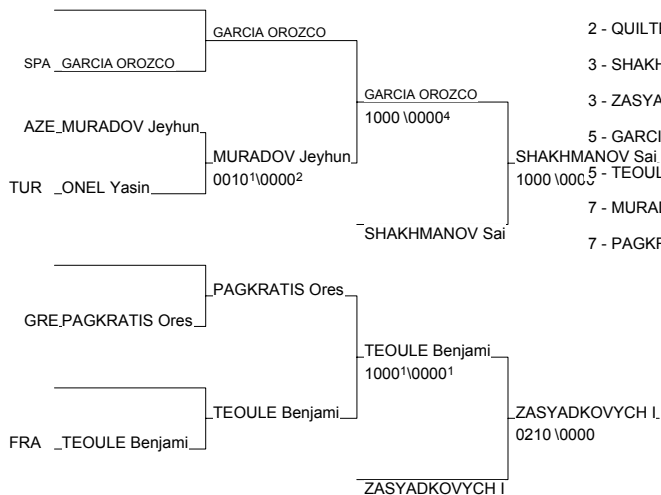 GARCIA OROZCO
SPA GARCIA OROZCO
GARCIA OROZCO
1000 \0000⁴
AZE MURADOV Jeyhun
MURADOV Jeyhun
0010¹\0000²
TUR ONEL Yasin
SHAKHMANOV Sai
1000 \000
SHAKHMANOV Sai
PAGKRATIS Ores
GRE PAGKRATIS Ores
TEOULE Benjami
1000¹\0000¹
TEOULE Benjami
FRA TEOULE Benjami
ZASYADKOVYCH I
0210 \0000
ZASYADKOVYCH I
2 - QUILT
3 - SHAKH
3 - ZASYA
5 - GARCI
5 - TEOUL
7 - MURA
7 - PAGK